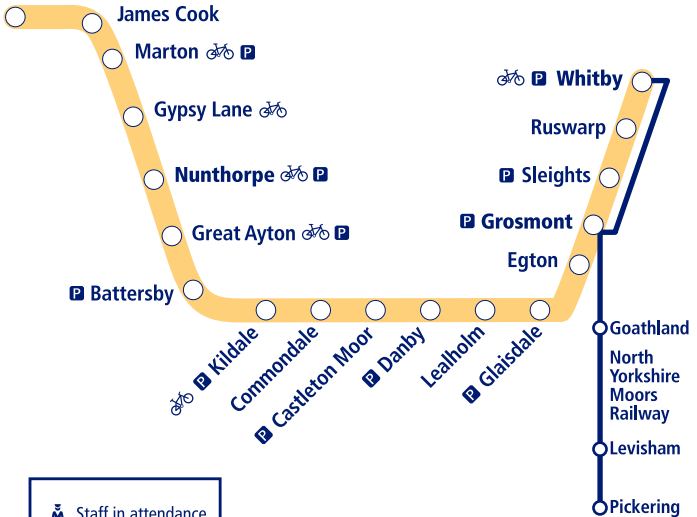 James Cook
Marton P
Gypsy Lane
Nunthorpe P
Great Ayton P
P Battersby
P Kildale
Commondale
P Castleton Moor
P Danby
Lealholm
P Glaisdale
Egton
P Grosmont
P Sleights
Ruswarp
P Whitby
Goathland
North
Yorkshire
Moors
Railway
Levisham
Pickering
Staff in attendance